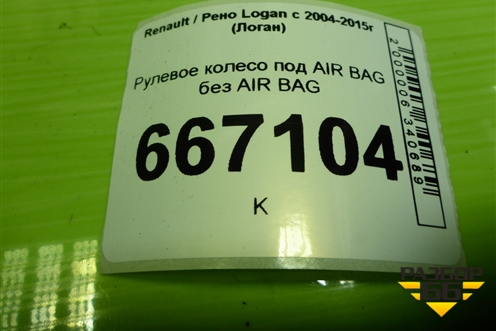 Renault / Рено Logan с 2004-2015г
(Логан)
Рулевое колесо под AIR BAG
без AIR BAG
667104
К
2000006340689
РАЗБОР
66